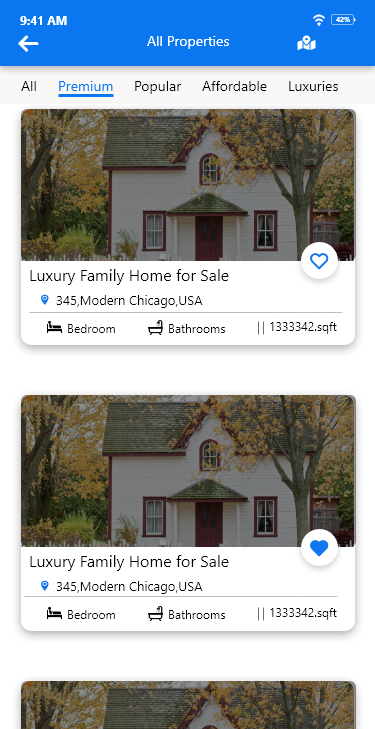 9:41 AM 42%
All Properties
All Premium Popular Affordable Luxuries
Luxury Family Home for Sale
345,Modern Chicago,USA
Bedroom Bathrooms || 1333342.sqft
Luxury Family Home for Sale
345,Modern Chicago,USA
Bedroom Bathrooms || 1333342.sqft